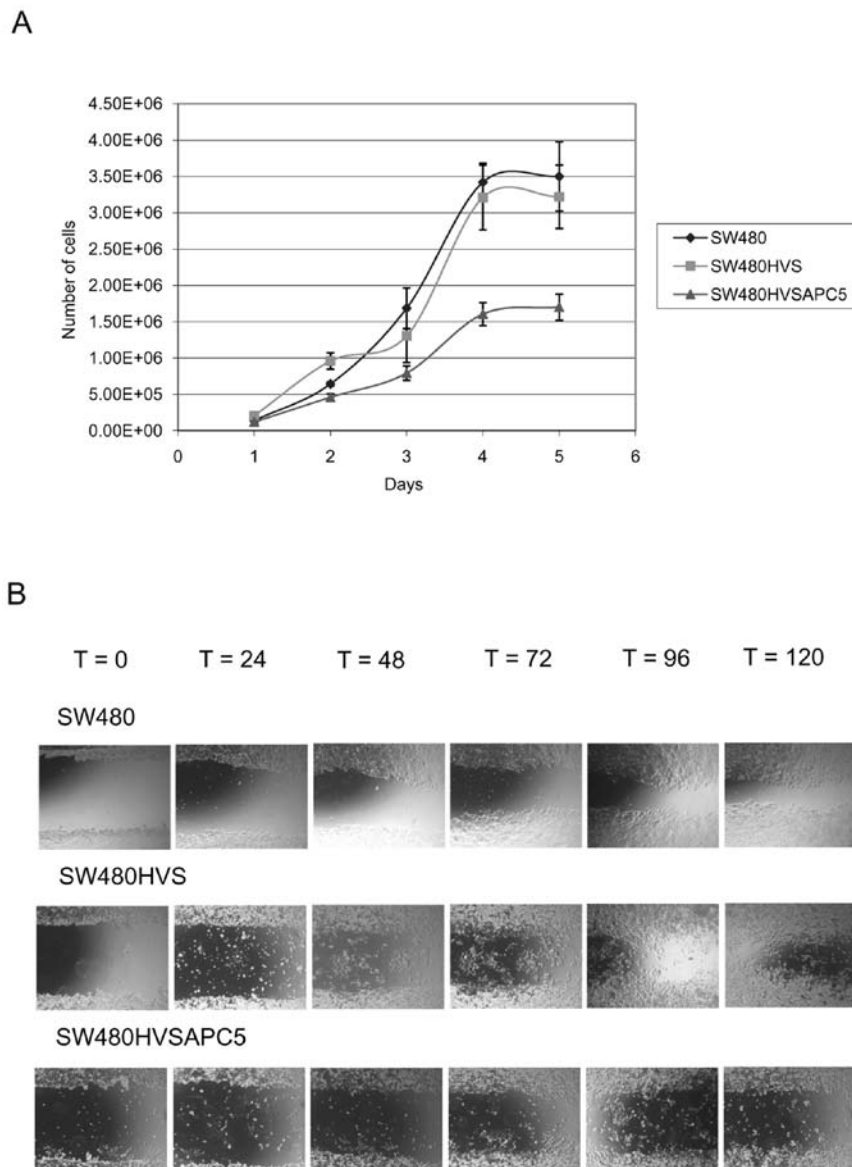 A
4.50E+06
4.00E+06
3.50E+06
3.00E+06
2.50E+06
2.00E+06
1.50E+06
1.00E+06
5.00E+05
0.00E+00
Number of cells
0 1 2 3 4 5 6
Days
SW480
SW480HVS
SW480HVSAPC5
B
T = 0 T = 24 T = 48 T = 72 T = 96 T = 120
SW480
SW480HVS
SW480HVSAPC5